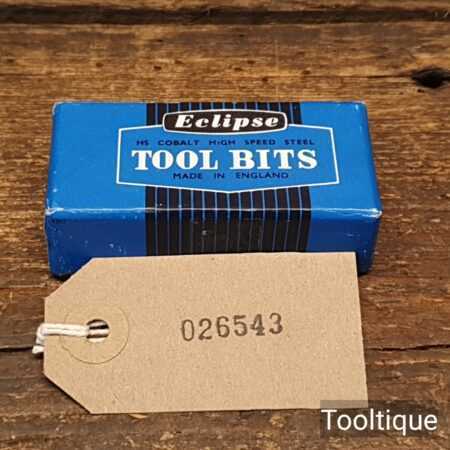 Eclipse
HS COBALT HIGH SPEED STEEL
TOOL BITS
MADE IN ENGLAND
026543
Tooltique